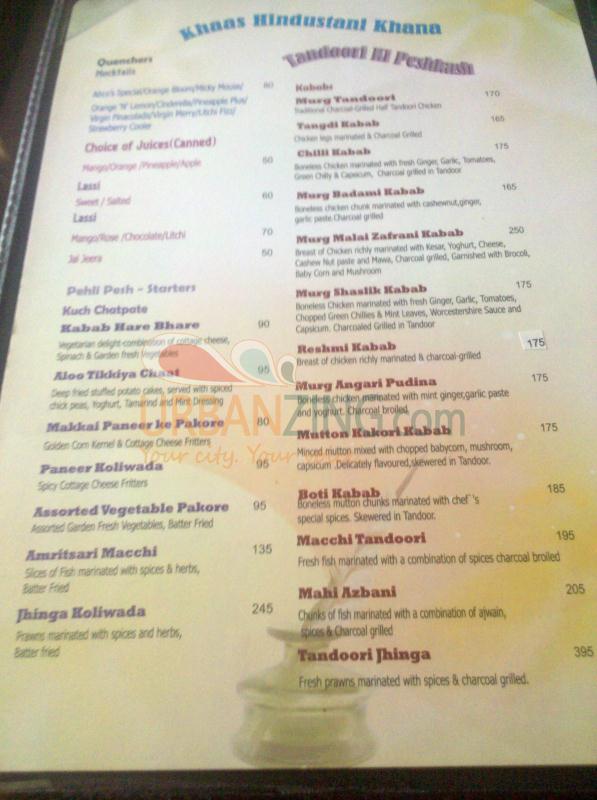 Khaas Hindustani Khana
Quenchers
Mocktails
Alice's Special/Orange Bloom/Micky Mouse/ 80
Orange 'N' Lemon/Cinderella/Pineapple Plus/
Virgin Pinacolada/Virgin Merry/Litchi Fizz/
Strawberry Cooler
Choice of Juices(Canned)
Mango/Orange /Pineapple/Apple 60
Lassi
Sweet / Salted 60
Lassi
Mango/Rose /Chocolate/Litchi 70
Jal Jeera 50
Pehli Pesh - Starters
Kuch Chatpate
Kabab Hare Bhare 90
Vegetarian delight-combination of cottage cheese,
Spinach & Garden fresh Vegetables
Aloo Tikkiya Chaat 95
Deep fried stuffed potato cakes, served with spiced
chick peas, Yoghurt, Tamarind and Mint Dressing
Makkai Paneer ke Pakore 80
Golden Corn Kernel & Cottage Cheese Fritters
Paneer Koliwada 95
Spicy Cottage Cheese Fritters
Assorted Vegetable Pakore 95
Assorted Garden Fresh Vegetables, Batter Fried
Amritsari Macchi 135
Slices of Fish marinated with spices & herbs,
Batter Fried
Jhinga Koliwada 245
Prawns marinated with spices and herbs,
Batter fried
Tandoori Ki Peshkash
Kababs
Murg Tandoori 170
Traditional Charcoal-Grilled Half Tandoori Chicken
Tangdi Kabab 165
Chicken legs marinated & Charcoal Grilled
Chilli Kabab 175
Boneless Chicken marinated with fresh Ginger, Garlic, Tomatoes,
Green Chilly & Capsicum, Charcoal grilled in Tandoor
Murg Badami Kabab 165
Boneless chicken chunk marinated with cashewnut,ginger,
garlic paste.Charcoal grilled
Murg Malai Zafrani Kabab 250
Breast of Chicken richly marinated with Kesar, Yoghurt, Cheese,
Cashew Nut paste and Mawa, Charcoal grilled, Garnished with Brocoli,
Baby Corn and Mushroom
Murg Shaslik Kabab 175
Boneless Chicken marinated with fresh Ginger, Garlic, Tomatoes,
Chopped Green Chillies & Mint Leaves, Worcestershire Sauce and
Capsicum. Charcoaled Grilled in Tandoor
Reshmi Kabab 175
Breast of chicken richly marinated & charcoal-grilled
Murg Angari Pudina 175
Boneless chicken marinated with mint ginger,garlic paste
and yoghurt. Charcoal broiled
Mutton Kakori Kabab 175
Minced mutton mixed with chopped babycorn, mushroom,
capsicum .Delicately flavoured,skewered in Tandoor.
Boti Kabab 185
Boneless mutton chunks marinated with chef's
special spices. Skewered in Tandoor.
Macchi Tandoori 195
Fresh fish marinated with a combination of spices charcoal broiled
Mahi Azbani 205
Chunks of fish marinated with a combination of ajwain,
spices & Charcoal grilled
Tandoori Jhinga 395
Fresh prawns marinated with spices & charcoal grilled.
URBANZING.com
Your city. Your